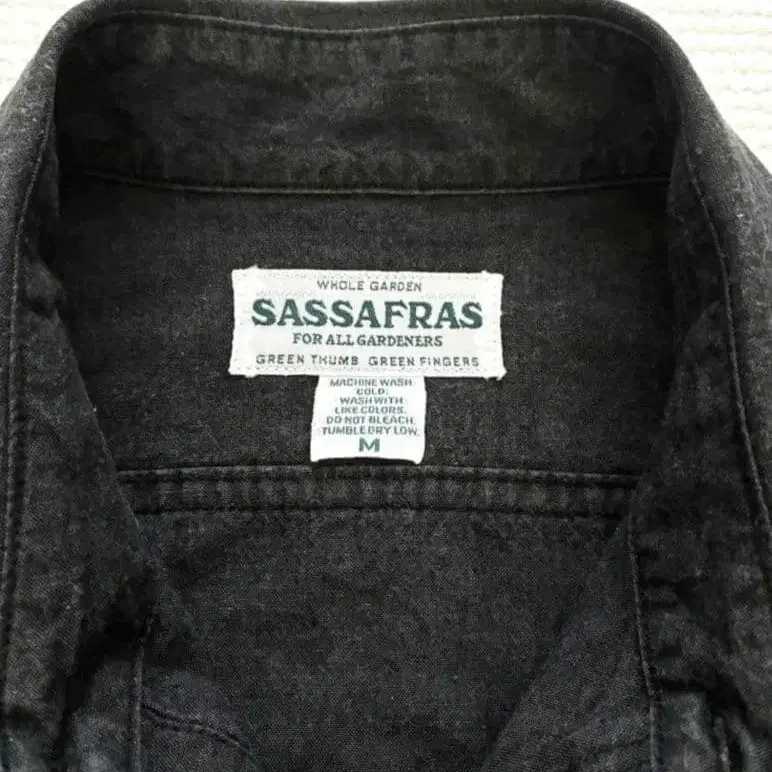 WHOLE GARDEN
SASSAFRAS
FOR ALL GARDENERS
GREEN THUMB GREEN FINGERS
MACHINE WASH
COLD.
WASH WITH
LIKE COLORS.
DO NOT BLEACH.
TUMBLE DRY LOW.
M